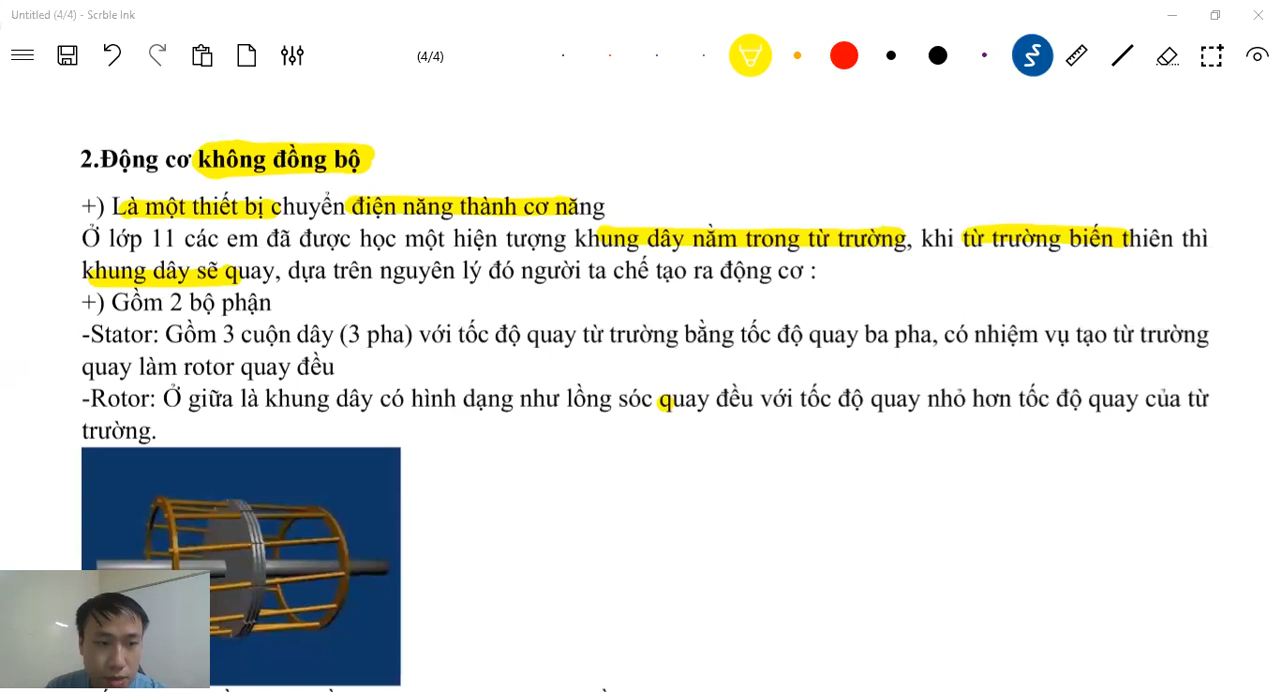 Untitled (4/4) - Scrble Ink
(4/4)
2.Động cơ không đồng bộ
+) Là một thiết bị chuyển điện năng thành cơ năng
Ở lớp 11 các em đã được học một hiện tượng khung dây nằm trong từ trường, khi từ trường biến thiên thì
khung dây sẽ quay, dựa trên nguyên lý đó người ta chế tạo ra động cơ :
+) Gồm 2 bộ phận
-Stator: Gồm 3 cuộn dây (3 pha) với tốc độ quay từ trường bằng tốc độ quay ba pha, có nhiệm vụ tạo từ trường
quay làm rotor quay đều
-Rotor: Ở giữa là khung dây có hình dạng như lồng sóc quay đều với tốc độ quay nhỏ hơn tốc độ quay của từ
trường.